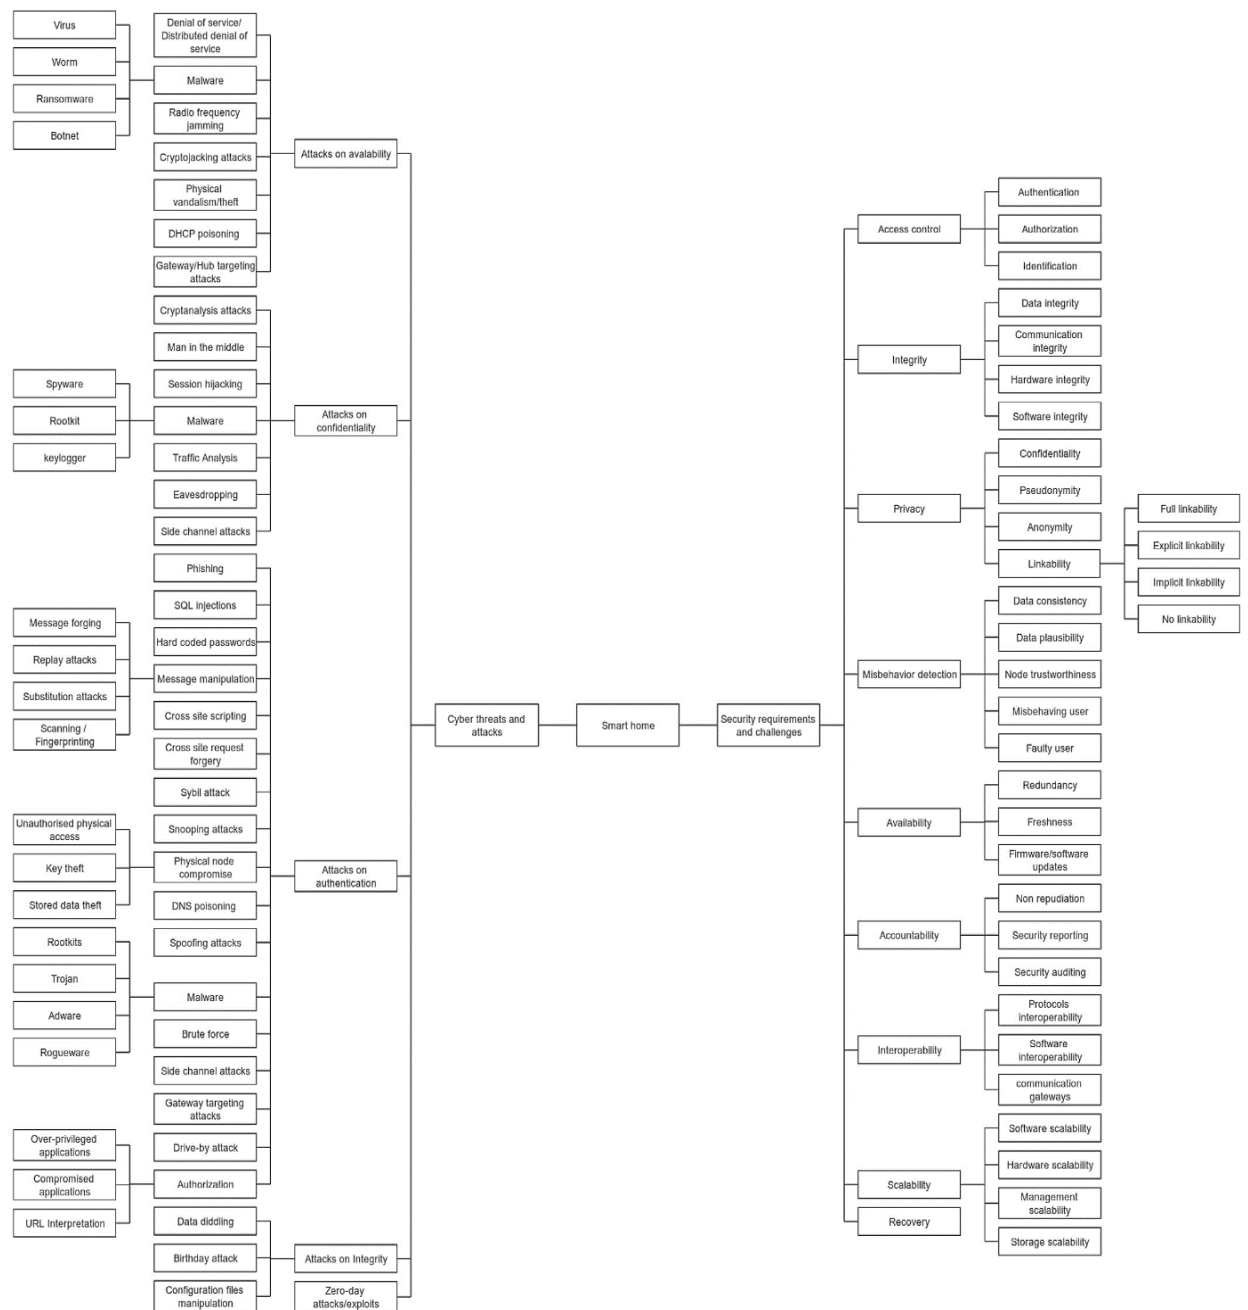 Virus
Worm
Ransomware
Botnet
Denial of service/
Distributed denial of
service
Malware
Radio frequency
jamming
Cryptojacking attacks
Physical
vandalism/theft
DHCP poisoning
Gateway/Hub targeting
attacks
Attacks on avalability
Cryptanalysis attacks
Man in the middle
Session hijacking
Malware
Traffic Analysis
Eavesdropping
Side channel attacks
Spyware
Rootkit
keylogger
Attacks on
confidentiality
Phishing
SQL injections
Hard coded passwords
Message manipulation
Cross site scripting
Cross site request
forgery
Sybil attack
Snooping attacks
Physical node
compromise
DNS poisoning
Spoofing attacks
Malware
Brute force
Side channel attacks
Gateway targeting
attacks
Drive-by attack
Authorization
Message forging
Replay attacks
Substitution attacks
Scanning /
Fingerprinting
Unauthorised physical
access
Key theft
Stored data theft
Rootkits
Trojan
Adware
Rogueware
Over-privileged
applications
Compromised
applications
URL Interpretation
Attacks on
authentication
Data diddling
Birthday attack
Configuration files
manipulation
Attacks on Integrity
Zero-day
attacks/exploits
Cyber threats and
attacks
Smart home
Security requirements
and challenges
Access control
Authentication
Authorization
Identification
Integrity
Data integrity
Communication
integrity
Hardware integrity
Software integrity
Privacy
Confidentiality
Pseudonymity
Anonymity
Linkability
Full linkability
Explicit linkability
Implicit linkability
No linkability
Misbehavior detection
Data consistency
Data plausibility
Node trustworthiness
Misbehaving user
Faulty user
Availability
Redundancy
Freshness
Firmware/software
updates
Accountability
Non repudiation
Security reporting
Security auditing
Interoperability
Protocols
interoperability
Software
interoperability
communication
gateways
Scalability
Software scalability
Hardware scalability
Management
scalability
Storage scalability
Recovery